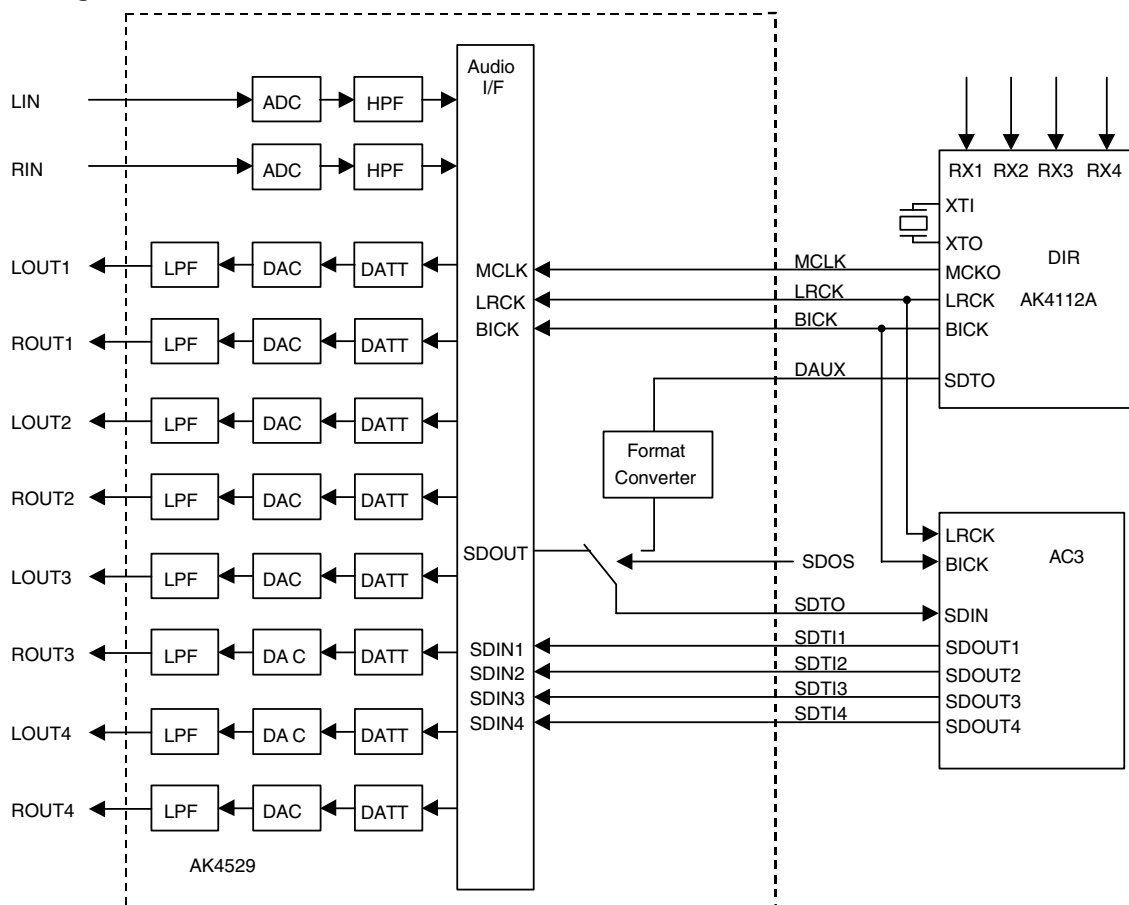 Audio
I/F
LIN
ADC
HPF
RIN
ADC
HPF
LOUT1
LPF
DAC
DATT
ROUT1
LPF
DAC
DATT
LOUT2
LPF
DAC
DATT
ROUT2
LPF
DAC
DATT
LOUT3
LPF
DAC
DATT
ROUT3
LPF
DA C
DATT
LOUT4
LPF
DA C
DATT
ROUT4
LPF
DAC
DATT
AK4529
MCLK
LRCK
BICK
SDOUT
SDIN1
SDIN2
SDIN3
SDIN4
Format
Converter
MCLK
LRCK
BICK
DAUX
SDOS
SDTO
SDTI1
SDTI2
SDTI3
SDTI4
RX1 RX2 RX3 RX4
XTI
XTO
MCKO
LRCK
BICK
SDTO
DIR
AK4112A
LRCK
BICK
SDIN
SDOUT1
SDOUT2
SDOUT3
SDOUT4
AC3